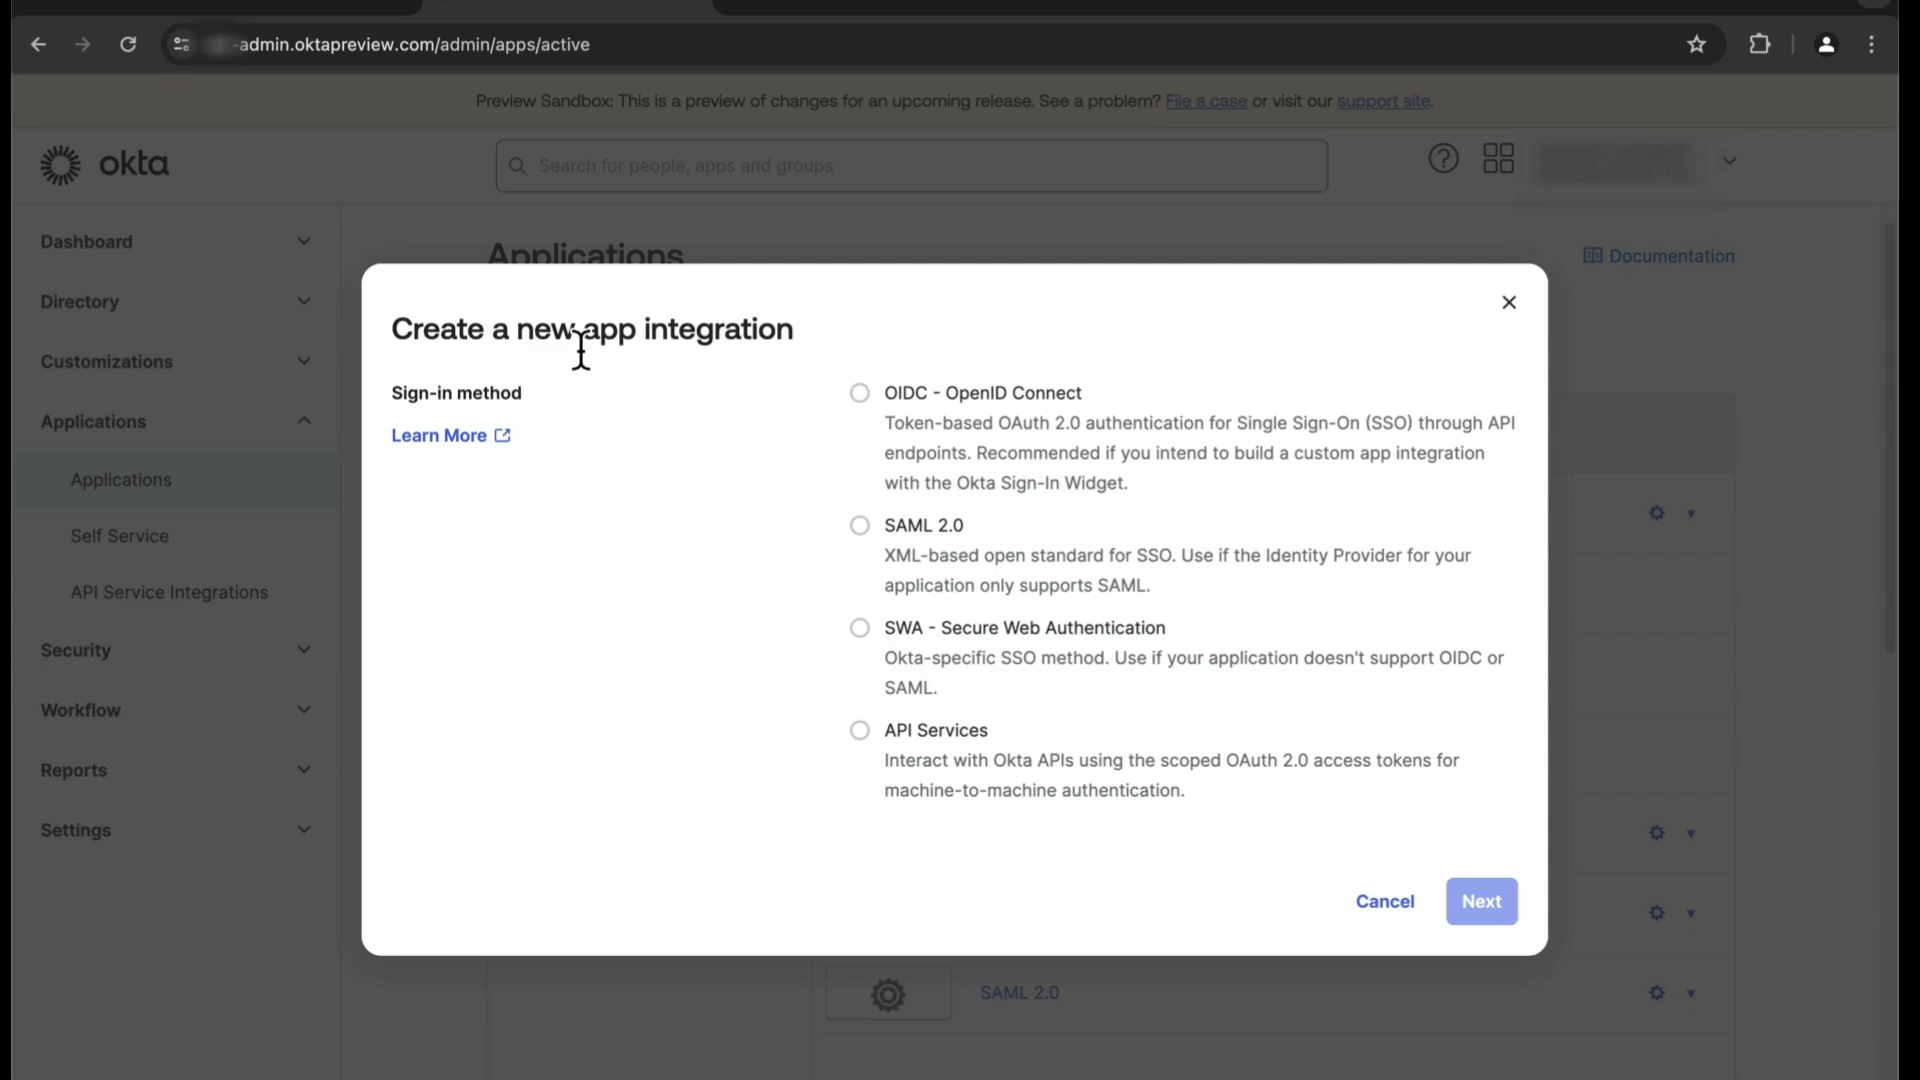 -admin.oktapreview.com/admin/apps/active
Preview Sandbox: This is a preview of changes for an upcoming release. See a problem? File a case or visit our support site.
okta
Search for people, apps and groups
Dashboard
Directory
Customizations
Applications
Applications
Self Service
API Service Integrations
Security
Workflow
Reports
Settings
Applications
Documentation
Create a new app integration
Sign-in method
Learn More
OIDC - OpenID Connect
Token-based OAuth 2.0 authentication for Single Sign-On (SSO) through API
endpoints. Recommended if you intend to build a custom app integration
with the Okta Sign-In Widget.
SAML 2.0
XML-based open standard for SSO. Use if the Identity Provider for your
application only supports SAML.
SWA - Secure Web Authentication
Okta-specific SSO method. Use if your application doesn't support OIDC or
SAML.
API Services
Interact with Okta APIs using the scoped OAuth 2.0 access tokens for
machine-to-machine authentication.
Cancel
Next
SAML 2.0